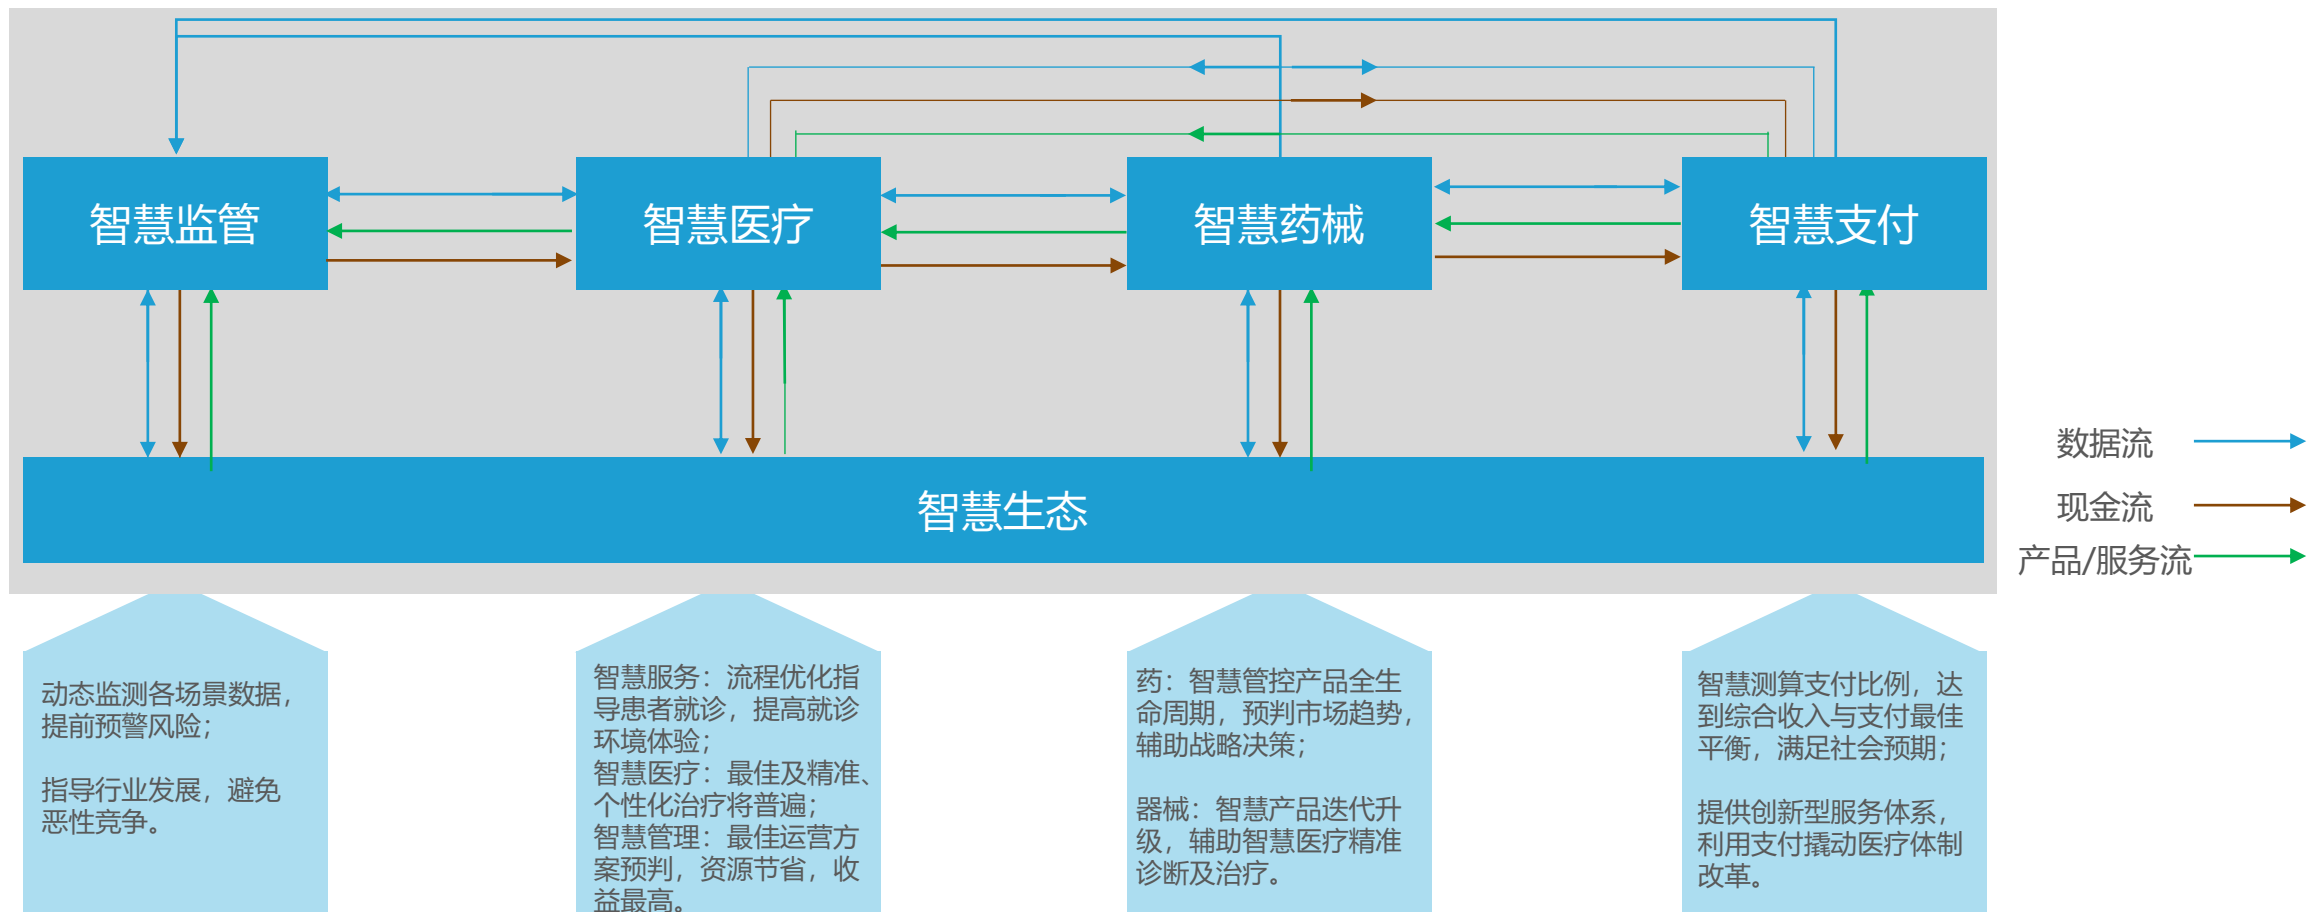 智慧监管
智慧医疗
智慧药械
智慧支付
智慧生态
数据流
现金流
产品/服务流
动态监测各场景数据，
提前预警风险；
指导行业发展，避免
恶性竞争。
智慧服务：流程优化指
导患者就诊，提高就诊
环境体验；
智慧医疗：最佳及精准、
个性化治疗将普遍；
智慧管理：最佳运营方
案预判，资源节省，收
益最高。
药：智慧管控产品全生
命周期，预判市场趋势，
辅助战略决策；
器械：智慧产品迭代升
级，辅助智慧医疗精准
诊断及治疗。
智慧测算支付比例，达
到综合收入与支付最佳
平衡，满足社会预期；
提供创新型服务体系，
利用支付撬动医疗体制
改革。